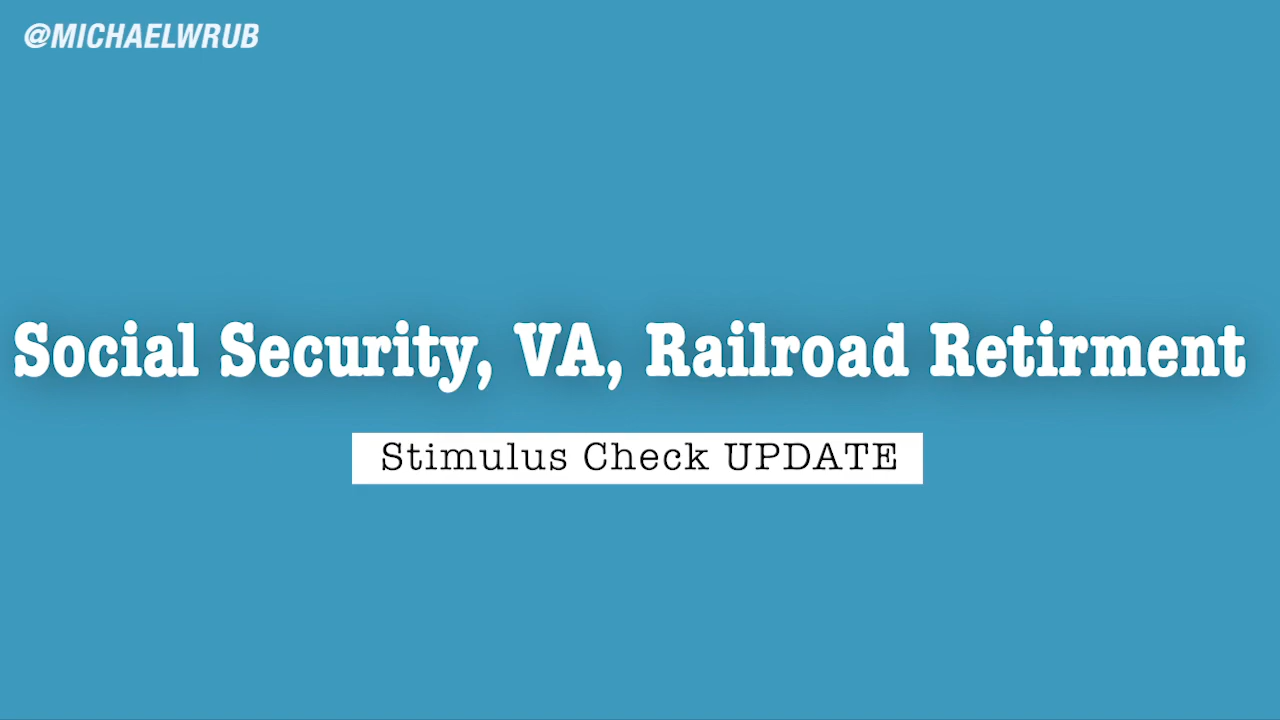 @MICHAELWRUB
Social Security, VA, Railroad Retirment
Stimulus Check UPDATE